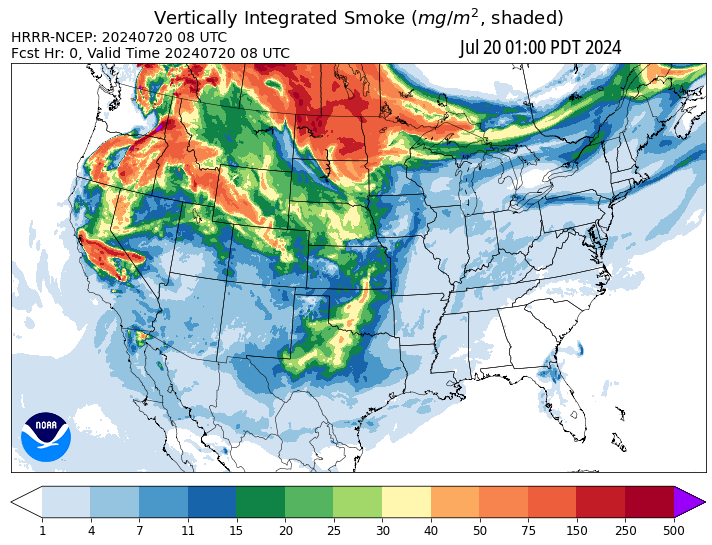 Vertically Integrated Smoke (mg/m², shaded)
HRRR-NCEP: 20240720 08 UTC
Fcst Hr: 0, Valid Time 20240720 08 UTC
Jul 20 01:00 PDT 2024
NOAA
1 4 7 11 15 20 25 30 40 50 75 150 250 500